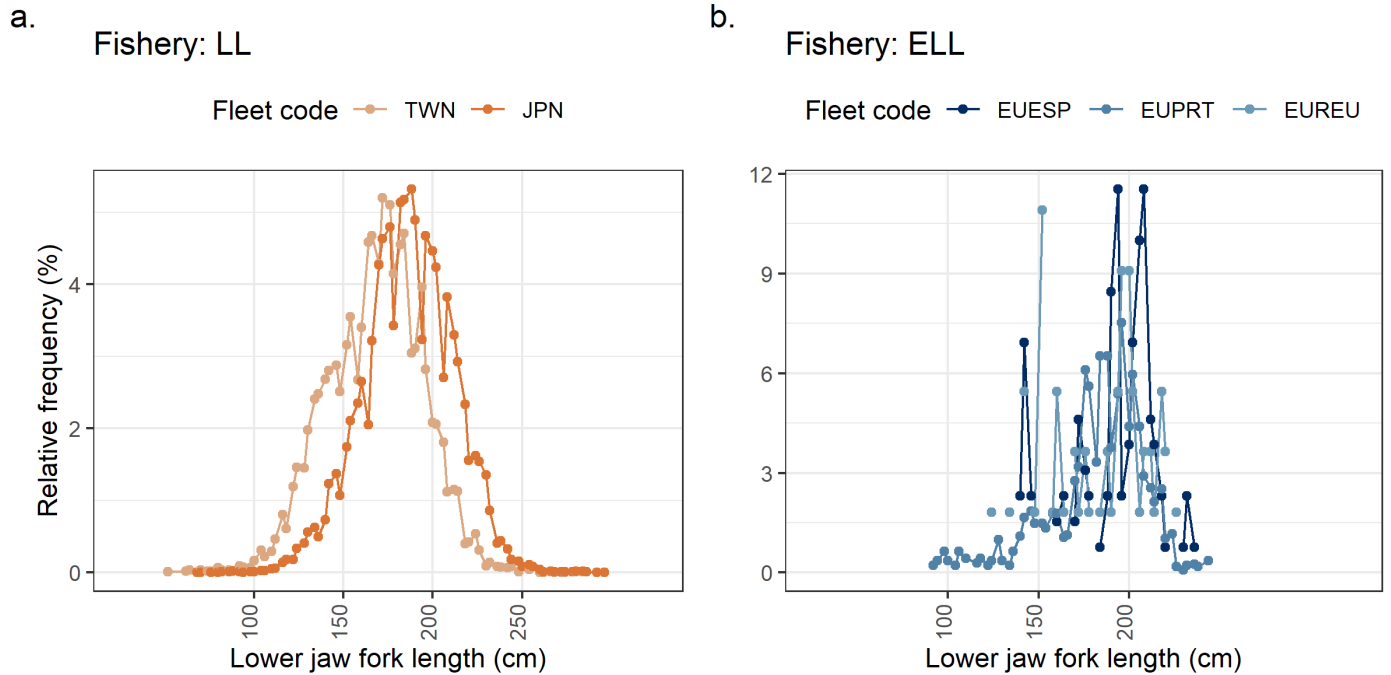 a.
Fishery: LL
Fleet code TWN JPN
Relative frequency (%)
4
2
0
100 150 200 250
Lower jaw fork length (cm)
b.
Fishery: ELL
Fleet code EUESP EUPRT EUREU
12
9
6
3
0
100 150 200
Lower jaw fork length (cm)